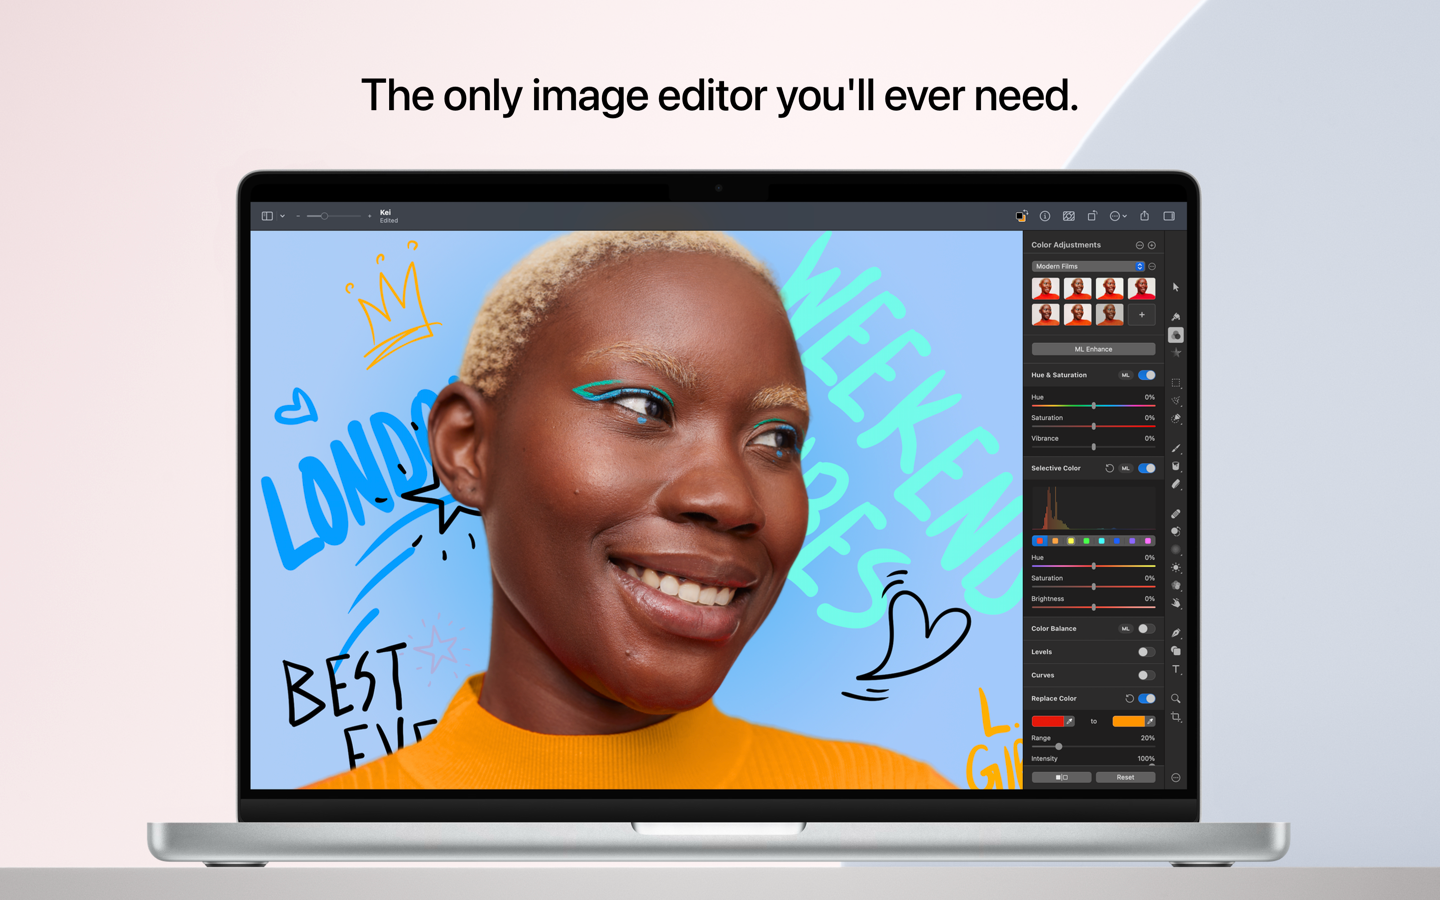 The only image editor you'll ever need.
Kei
Edited
Color Adjustments
Modern Films
ML Enhance
Hue & Saturation ML
Hue 0%
Saturation 0%
Vibrance 0%
Selective Color ML
Hue 0%
Saturation 0%
Brightness 0%
Color Balance ML
Levels
Curves
Replace Color
to
Range 20%
Intensity 100%
Reset
WEEKEND
BEST